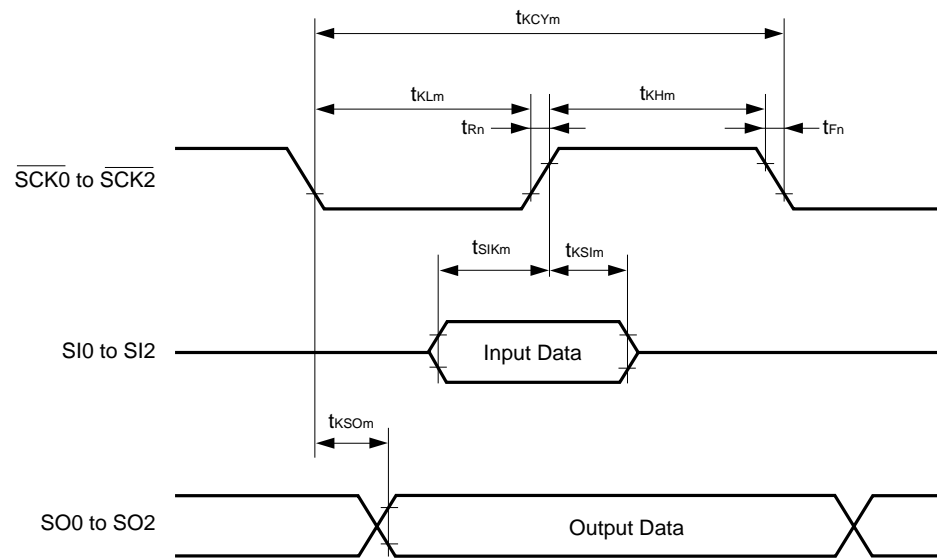 tKCYm
tKLm
tKHm
tRn
tFn
SCK0 to SCK2
tSIKm
tKSIm
SI0 to SI2
Input Data
tKSOm
SO0 to SO2
Output Data